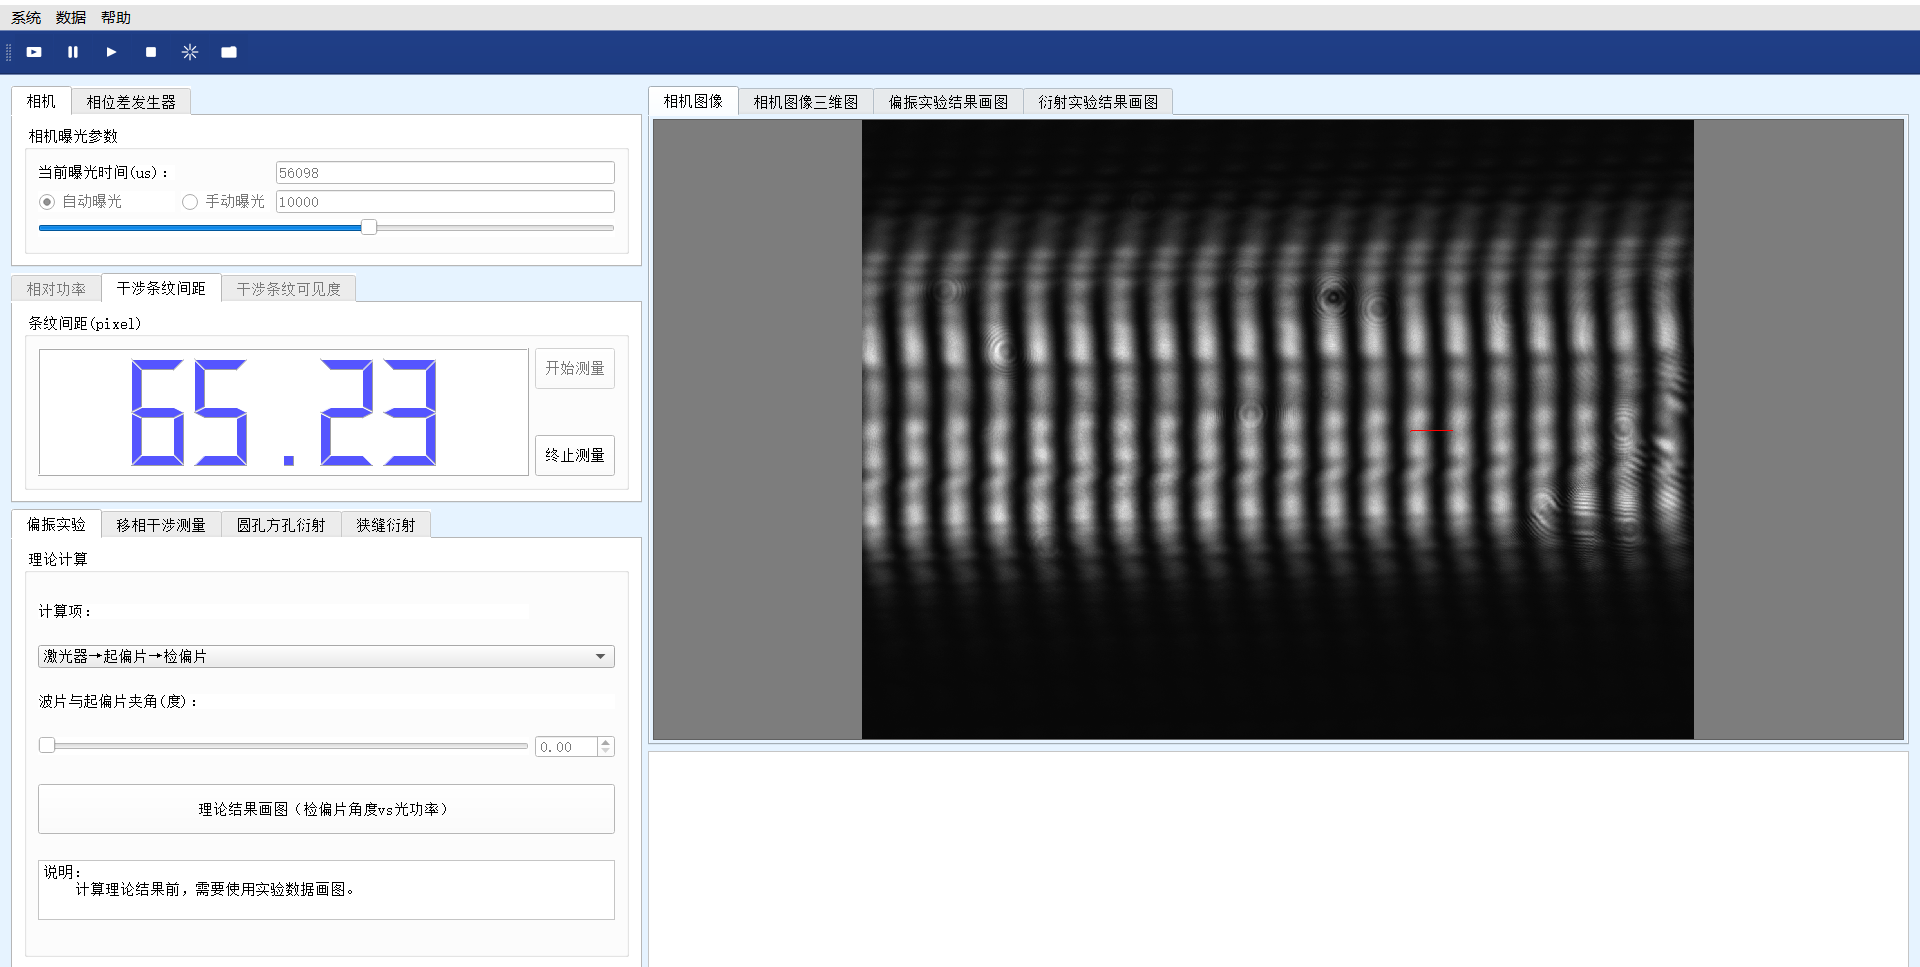 系统 数据 帮助
相机 相位差发生器
相机曝光参数
当前曝光时间(us): 56098
自动曝光 手动曝光 10000
相对功率 干涉条纹间距 干涉条纹可见度
条纹间距(pixel)
65.23
开始测量
终止测量
偏振实验 移相干涉测量 圆孔方孔衍射 狭缝衍射
理论计算
计算项:
激光器→起偏片→检偏片
波片与起偏片夹角(度):
0.00
理论结果画图(检偏片角度vs光功率)
说明:
计算理论结果前，需要使用实验数据画图。
相机图像 相机图像三维图 偏振实验结果画图 衍射实验结果画图